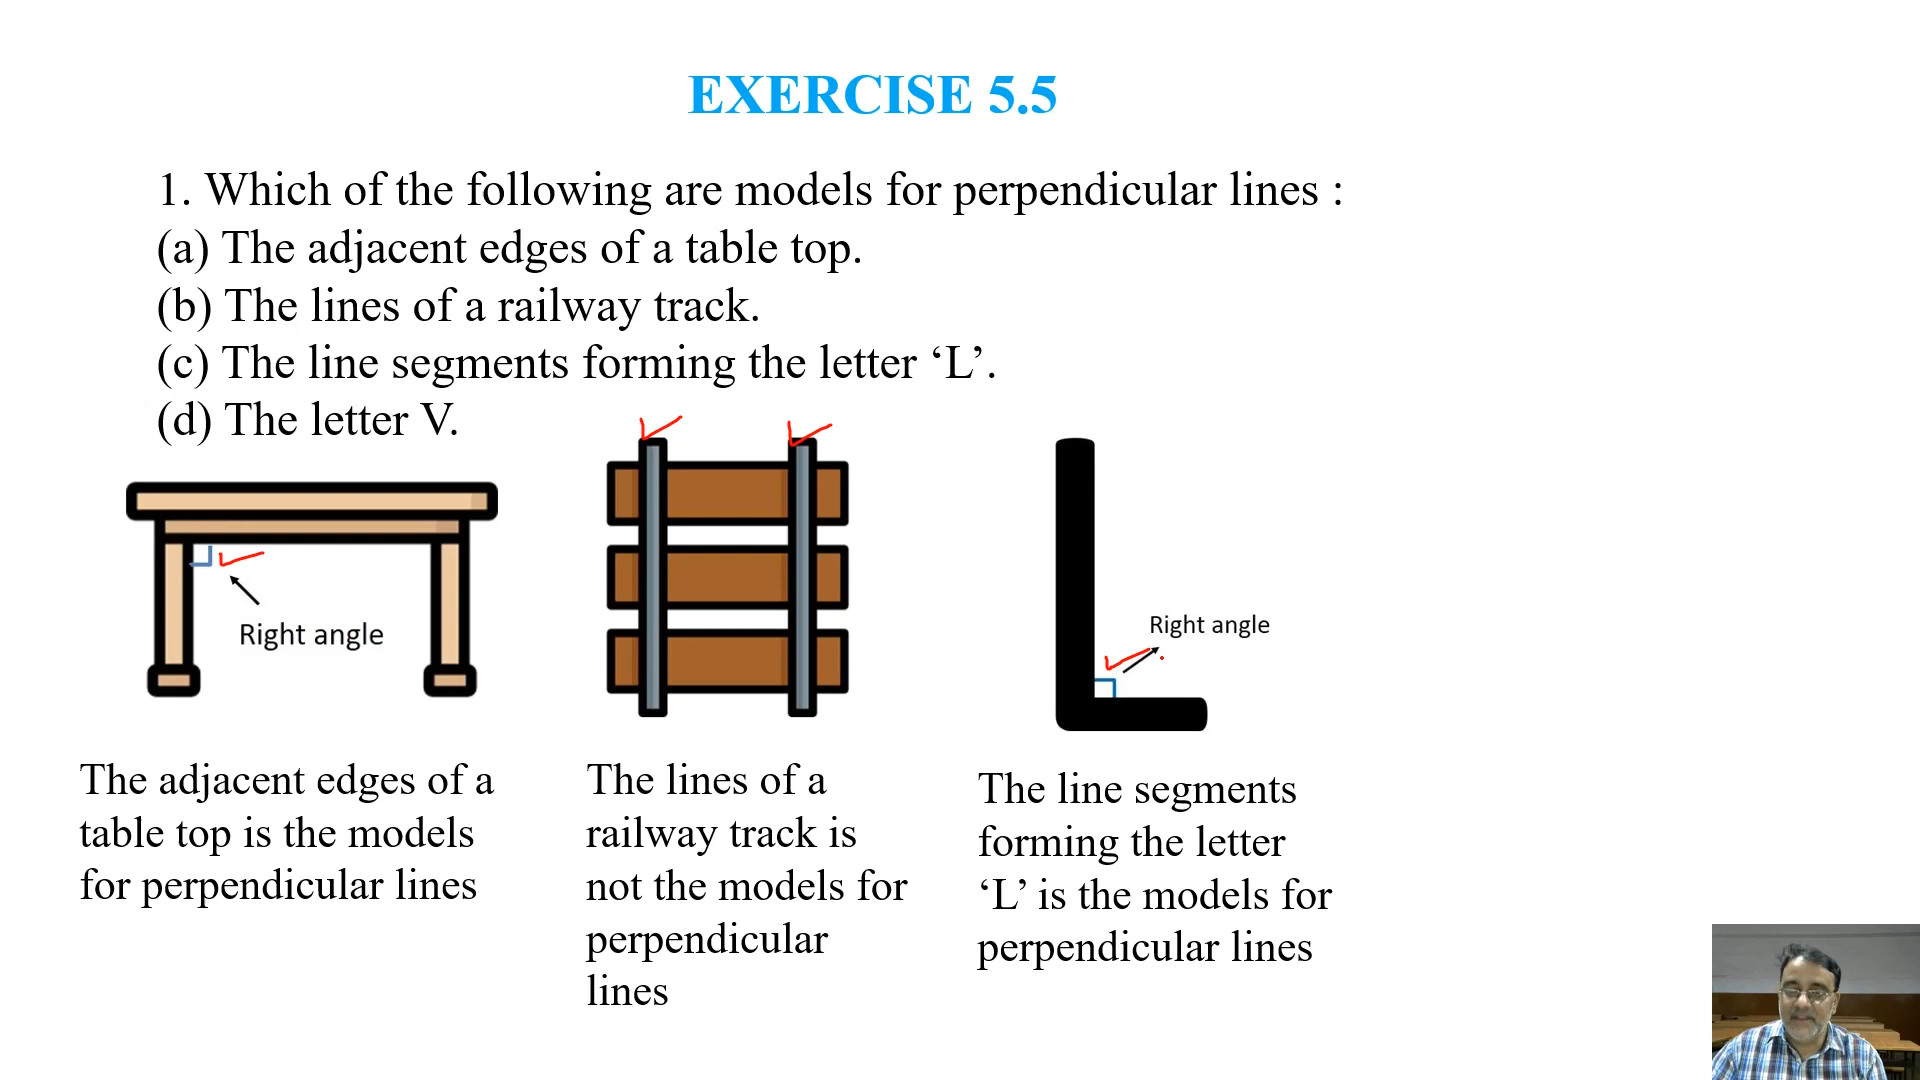 EXERCISE 5.5
1. Which of the following are models for perpendicular lines :
(a) The adjacent edges of a table top.
(b) The lines of a railway track.
(c) The line segments forming the letter ‘L’.
(d) The letter V.
Right angle
Right angle
The adjacent edges of a
table top is the models
for perpendicular lines
The lines of a
railway track is
not the models for
perpendicular
lines
The line segments
forming the letter
‘L’ is the models for
perpendicular lines